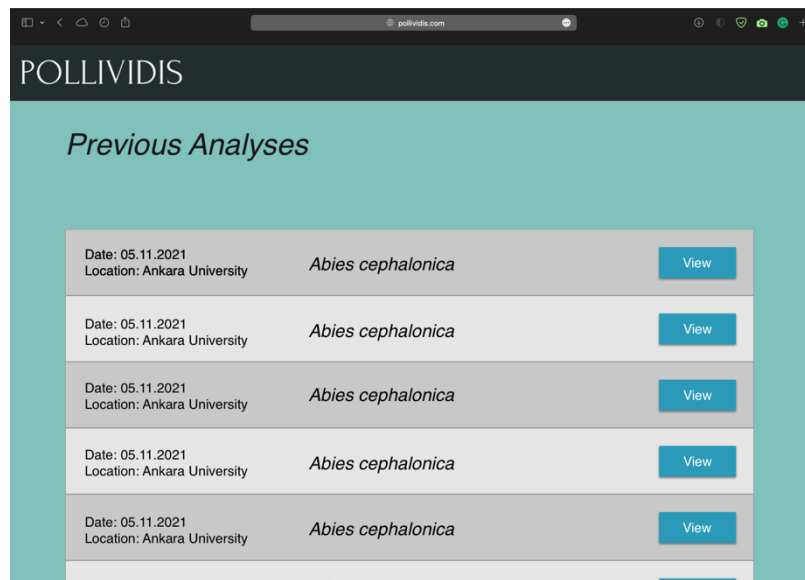 pollividis.com
POLLIVIDIS
Previous Analyses
Date: 05.11.2021
Location: Ankara University
Abies cephalonica
View
Date: 05.11.2021
Location: Ankara University
Abies cephalonica
View
Date: 05.11.2021
Location: Ankara University
Abies cephalonica
View
Date: 05.11.2021
Location: Ankara University
Abies cephalonica
View
Date: 05.11.2021
Location: Ankara University
Abies cephalonica
View